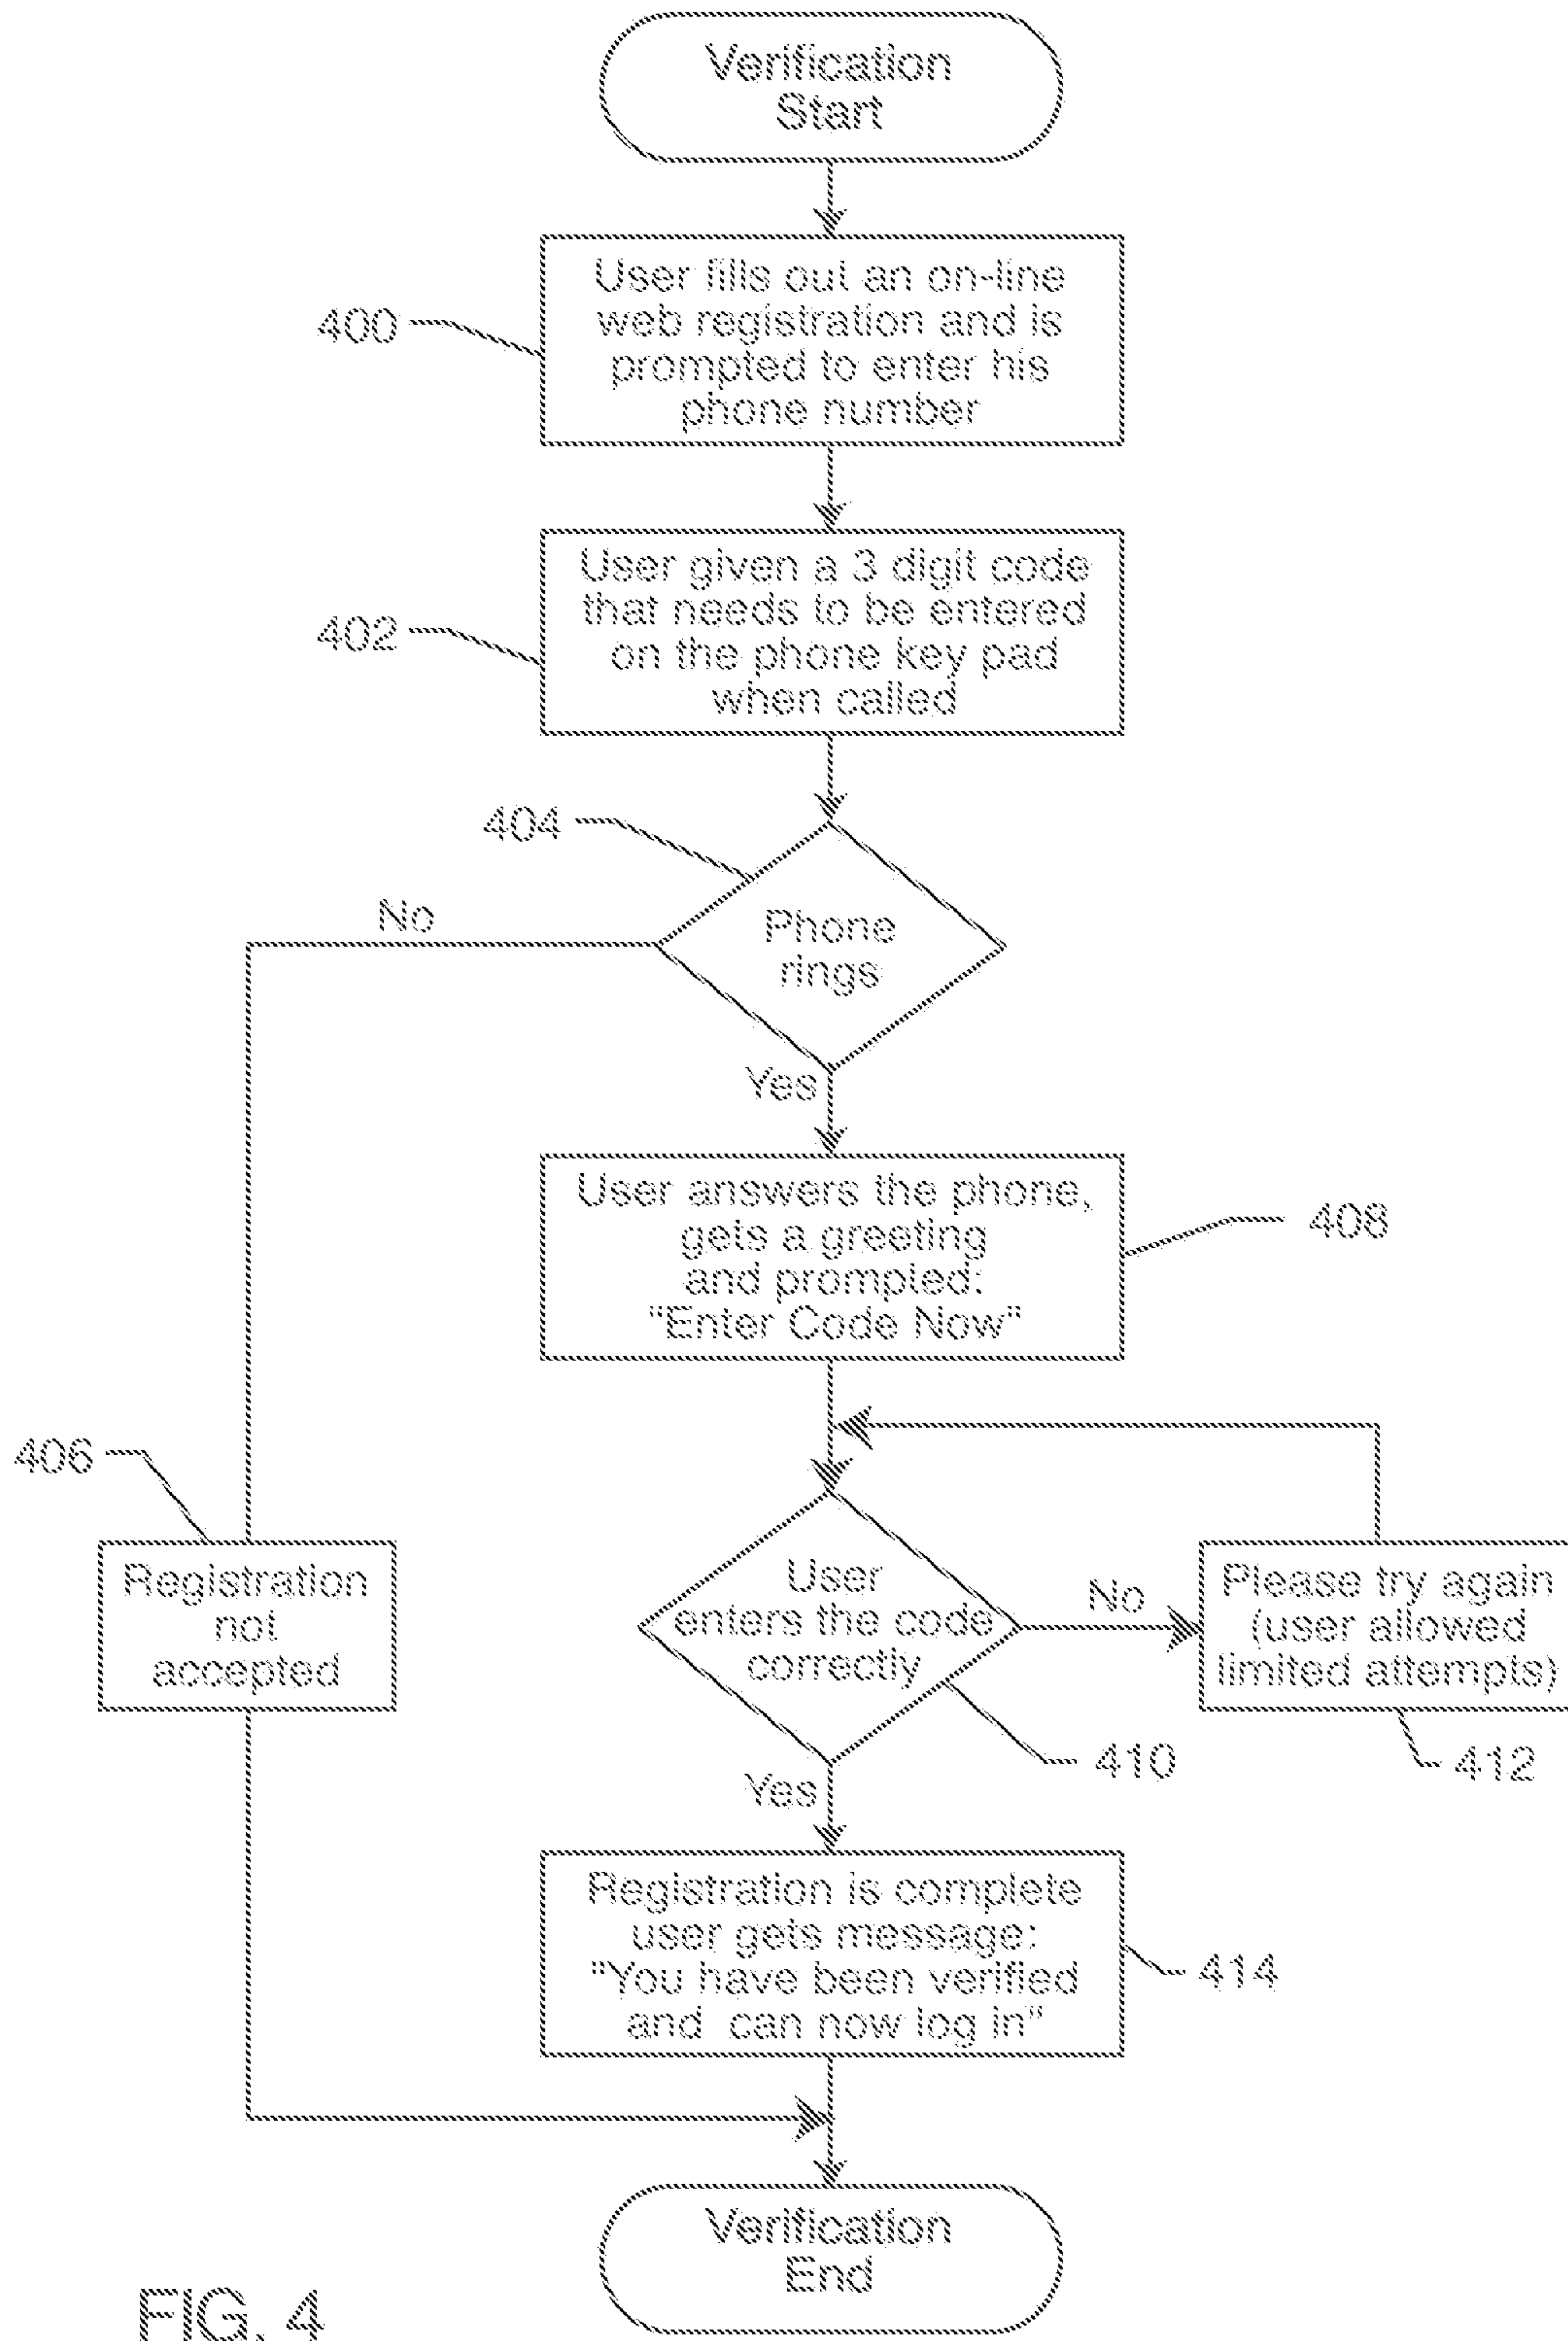 Verification
Start
400
User fills out an on-line
web registration and is
prompted to enter his
phone number
402
User given a 3 digit code
that needs to be entered
on the phone key pad
when called
404
No
Phone
rings
Yes
User answers the phone,
gets a greeting
and prompted:
"Enter Code Now"
408
406
Registration
not
accepted
User
enters the code
correctly
No
Please try again
(user allowed
limited attempts)
410
412
Yes
Registration is complete
user gets message:
"You have been verified
and can now log in"
414
Verification
End
FIG. 4